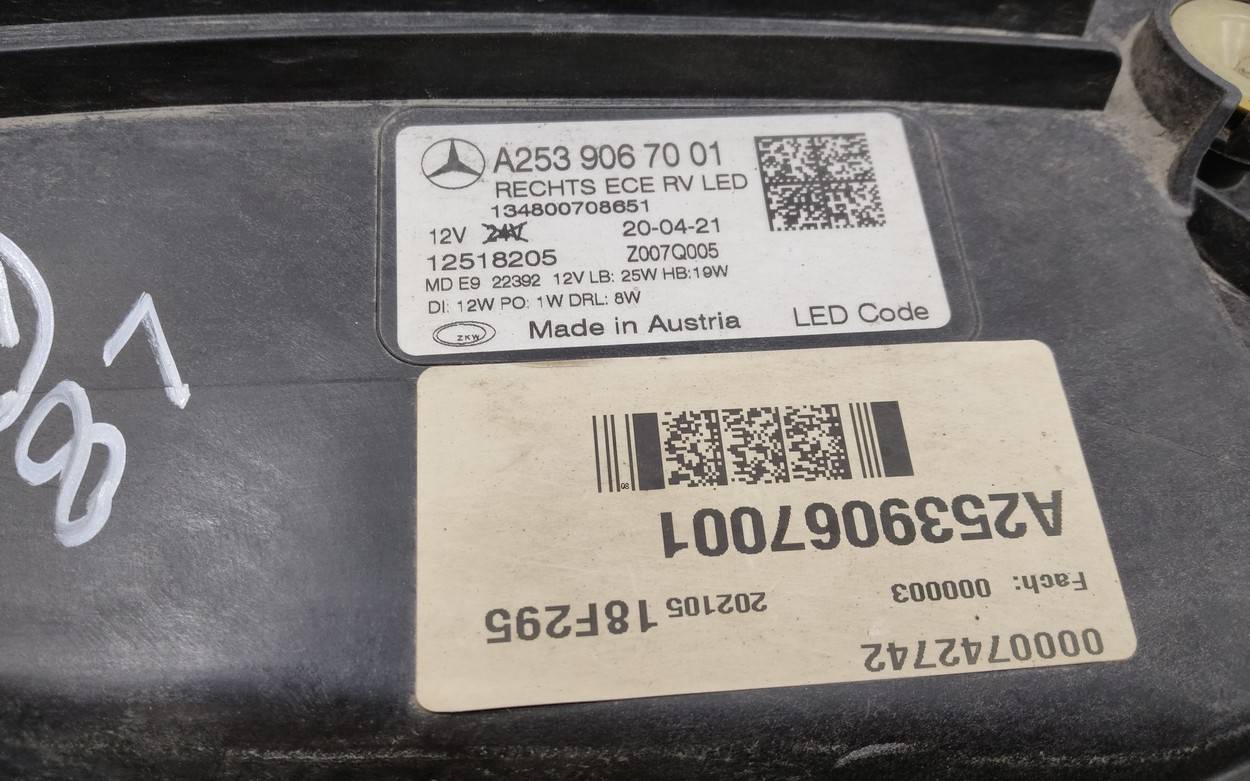 A253 906 70 01
RECHTS ECE RV LED
134800708651
12V 24V 20-04-21
12518205 Z007Q005
MD E9 22392 12V LB: 25W HB:19W
DI: 12W PO: 1W DRL: 8W
ZKW Made in Austria LED Code
0000742742
Fach: 000003 202105 18F295
A2539067001